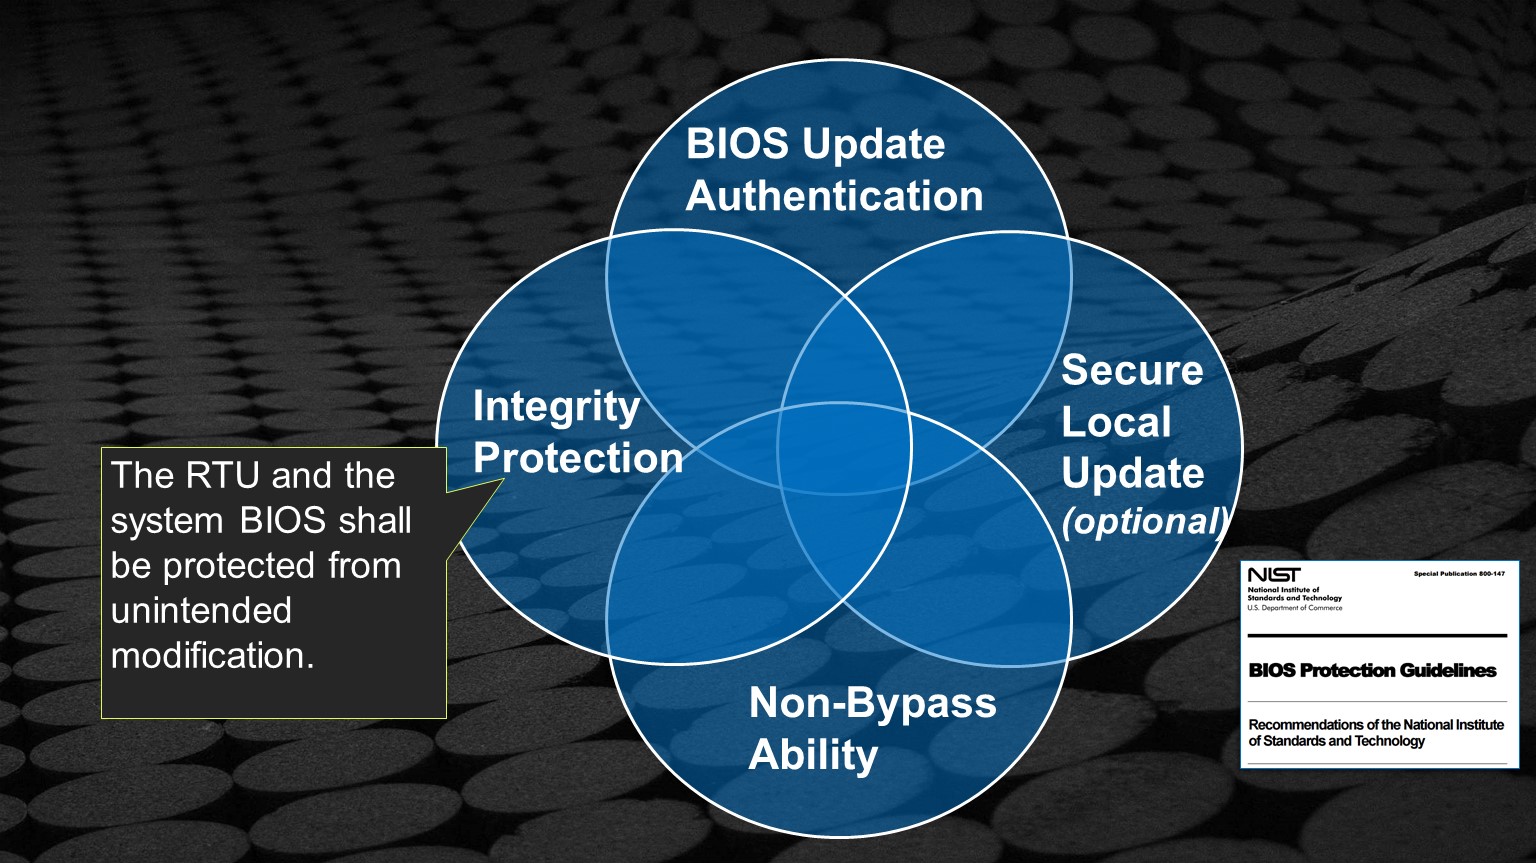 BIOS Update
Authentication
Integrity
Protection
Secure
Local
Update
(optional)
The RTU and the
system BIOS shall
be protected from
unintended
modification.
Non-Bypass
Ability
NIST
National Institute of
Standards and Technology
U.S. Department of Commerce
Special Publication 800-147
BIOS Protection Guidelines
Recommendations of the National Institute
of Standards and Technology